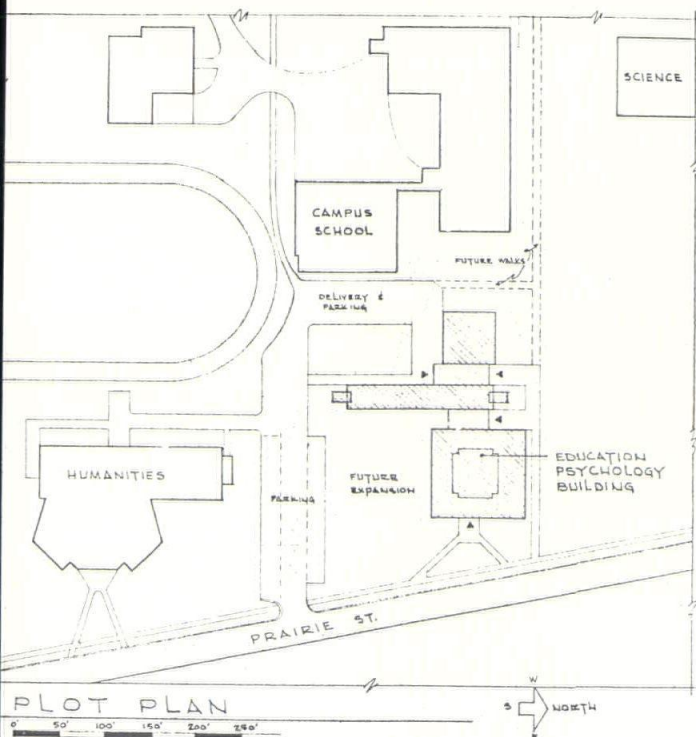 SCIENCE
CAMPUS
SCHOOL
FUTURE WALKS
DELIVERY &
PARKING
HUMANITIES
PARKING
FUTURE
EXPANSION
EDUCATION
PSYCHOLOGY
BUILDING
PRAIRIE ST.
PLOT PLAN
0' 50' 100' 150' 200' 250'
W
S NORTH